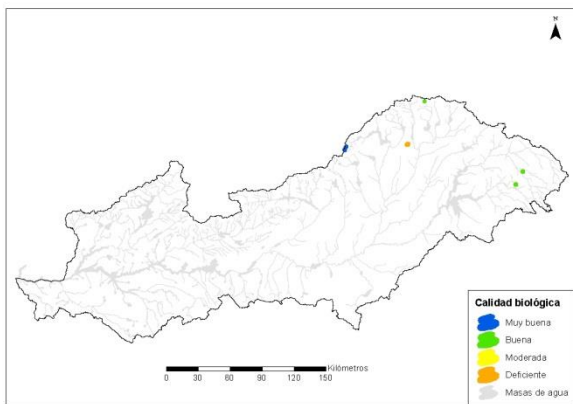 N
Calidad biológica
Muy buena
Buena
Moderada
Deficiente
Masas de agua
Kilómetros
0 30 60 90 120 150